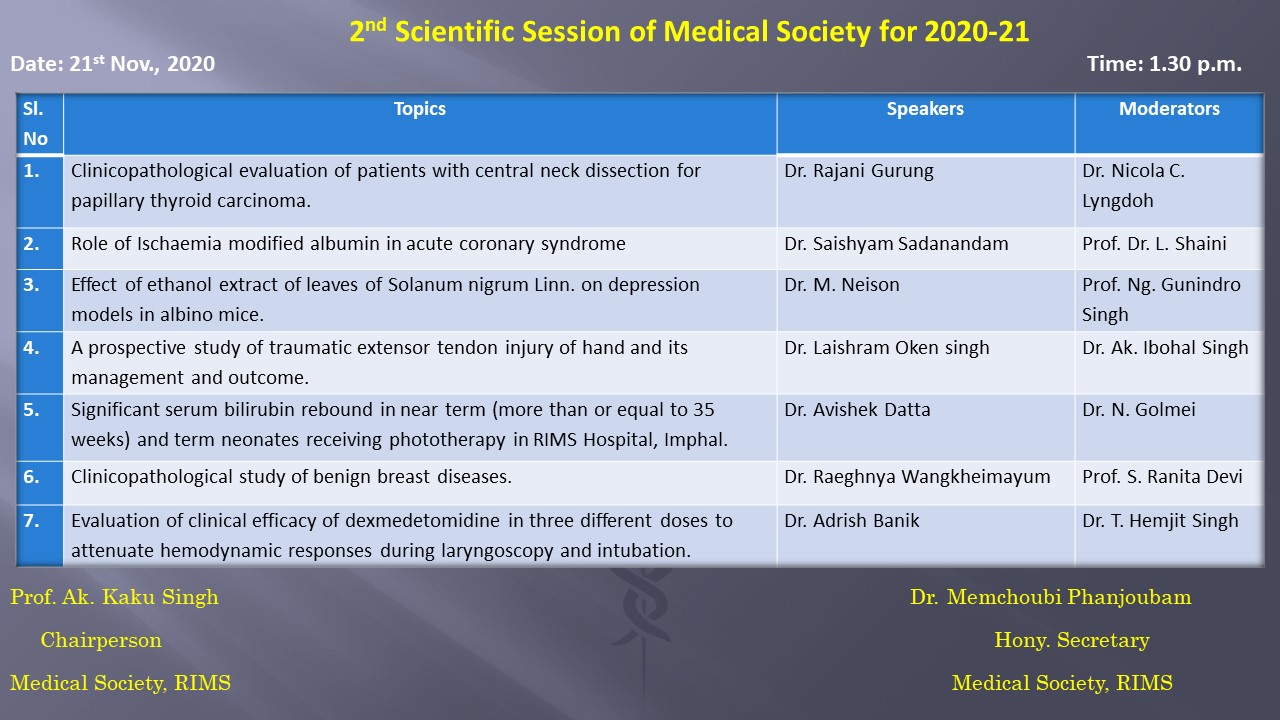 2nd Scientific Session of Medical Society for 2020-21
Date: 21st Nov., 2020
Time: 1.30 p.m.
Sl. No
Topics
Speakers
Moderators
1.
Clinicopathological evaluation of patients with central neck dissection for
papillary thyroid carcinoma.
Dr. Rajani Gurung
Dr. Nicola C.
Lyngdoh
2.
Role of Ischaemia modified albumin in acute coronary syndrome
Dr. Saishyam Sadanandam
Prof. Dr. L. Shaini
3.
Effect of ethanol extract of leaves of Solanum nigrum Linn. on depression
models in albino mice.
Dr. M. Neison
Prof. Ng. Gunindro
Singh
4.
A prospective study of traumatic extensor tendon injury of hand and its
management and outcome.
Dr. Laishram Oken singh
Dr. Ak. Ibohal Singh
5.
Significant serum bilirubin rebound in near term (more than or equal to 35
weeks) and term neonates receiving phototherapy in RIMS Hospital, Imphal.
Dr. Avishek Datta
Dr. N. Golmei
6.
Clinicopathological study of benign breast diseases.
Dr. Raeghnya Wangkheimayum
Prof. S. Ranita Devi
7.
Evaluation of clinical efficacy of dexmedetomidine in three different doses to
attenuate hemodynamic responses during laryngoscopy and intubation.
Dr. Adrish Banik
Dr. T. Hemjit Singh
Prof. Ak. Kaku Singh
Chairperson
Medical Society, RIMS
Dr. Memchoubi Phanjoubam
Hony. Secretary
Medical Society, RIMS